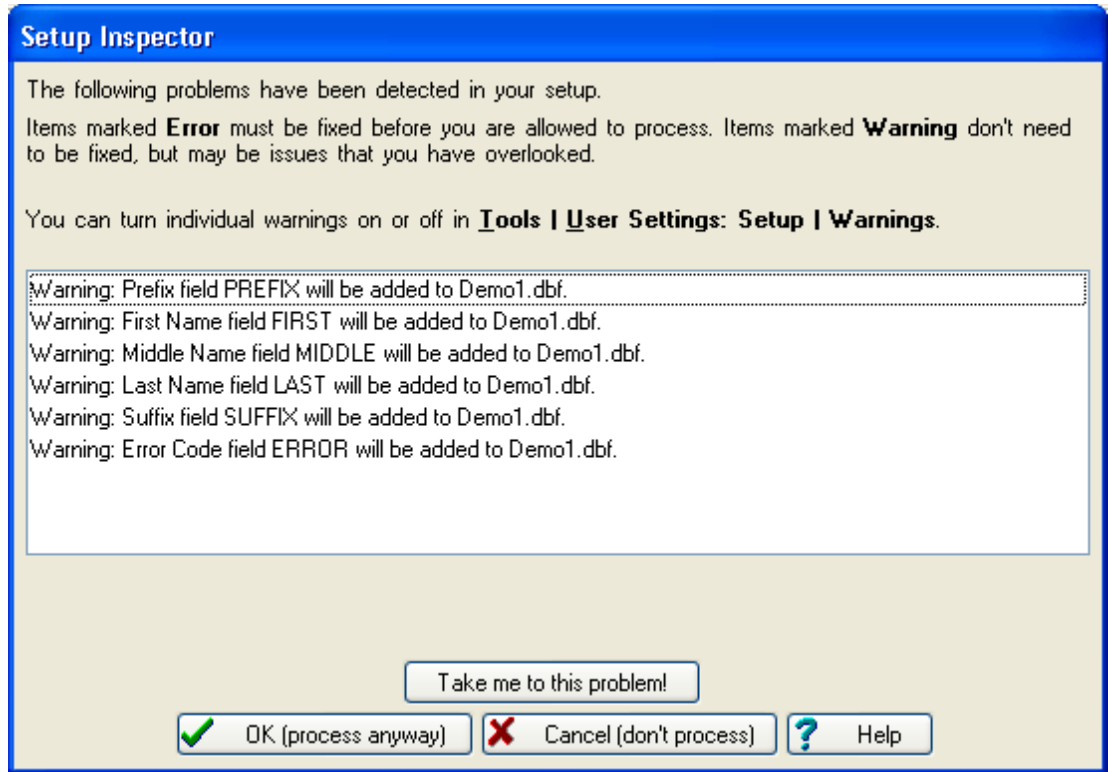 Setup Inspector
The following problems have been detected in your setup.
Items marked Error must be fixed before you are allowed to process. Items marked Warning don't need
to be fixed, but may be issues that you have overlooked.
You can turn individual warnings on or off in Tools | User Settings: Setup | Warnings.
Warning: Prefix field PREFIX will be added to Demo1.dbf.
Warning: First Name field FIRST will be added to Demo1.dbf.
Warning: Middle Name field MIDDLE will be added to Demo1.dbf.
Warning: Last Name field LAST will be added to Demo1.dbf.
Warning: Suffix field SUFFIX will be added to Demo1.dbf.
Warning: Error Code field ERROR will be added to Demo1.dbf.
Take me to this problem!
OK (process anyway) Cancel (don't process) ? Help